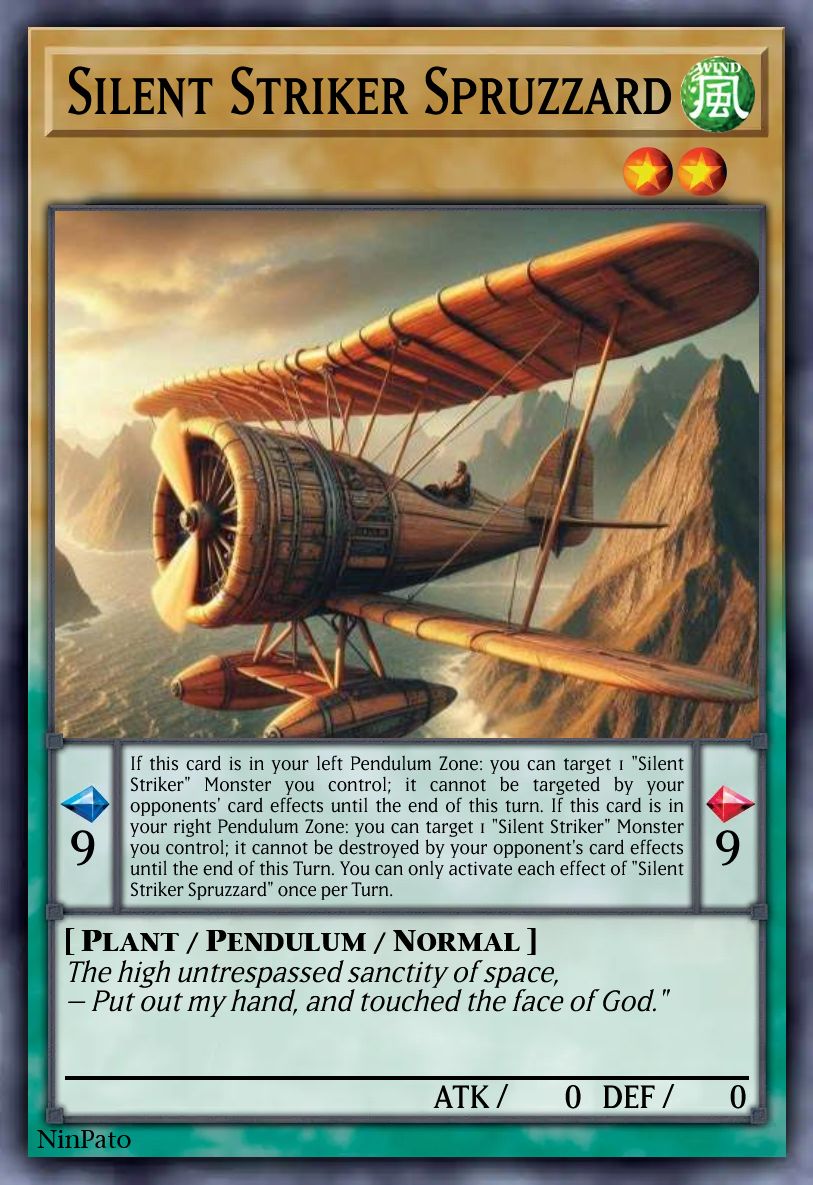 Silent Striker Spruzzard
WIND
風
9
If this card is in your left Pendulum Zone: you can target 1 "Silent
Striker" Monster you control; it cannot be targeted by your
opponents' card effects until the end of this turn. If this card is in
your right Pendulum Zone: you can target 1 "Silent Striker" Monster
you control; it cannot be destroyed by your opponent's card effects
until the end of this Turn. You can only activate each effect of "Silent
Striker Spruzzard" once per Turn.
9
[ Plant / Pendulum / Normal ]
The high untrespassed sanctity of space,
– Put out my hand, and touched the face of God."
ATK / 0 DEF / 0
NinPato